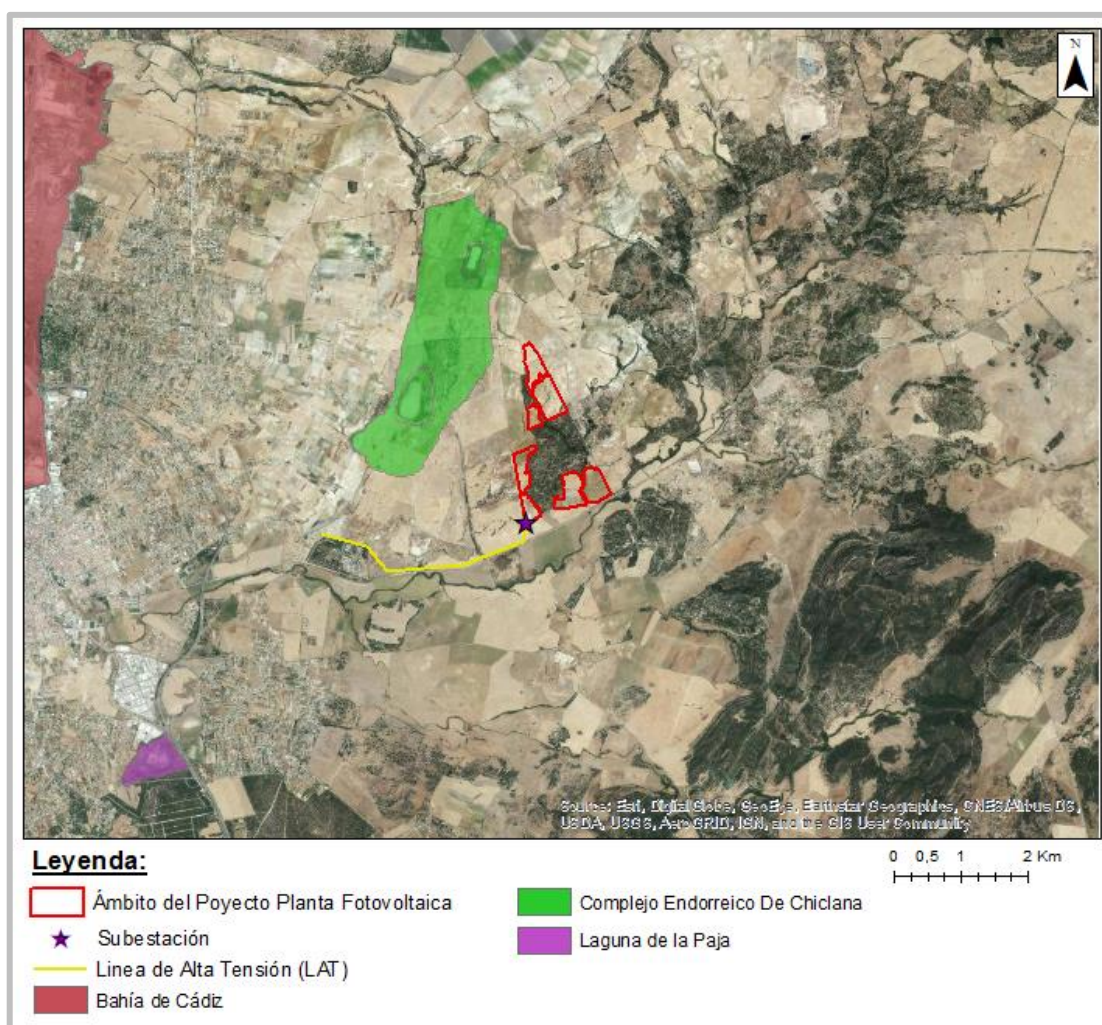 N
Source: Esri, DigitalGlobe, GeoEye, Earthstar Geographics, CNES/Airbus DS,
USDA, USGS, AeroGRID, IGN, and the GIS User Community
Leyenda:
0 0,5 1 2 Km
Ámbito del Poyecto Planta Fotovoltaica
Subestación
Linea de Alta Tensión (LAT)
Bahía de Cádiz
Complejo Endorreico De Chiclana
Laguna de la Paja